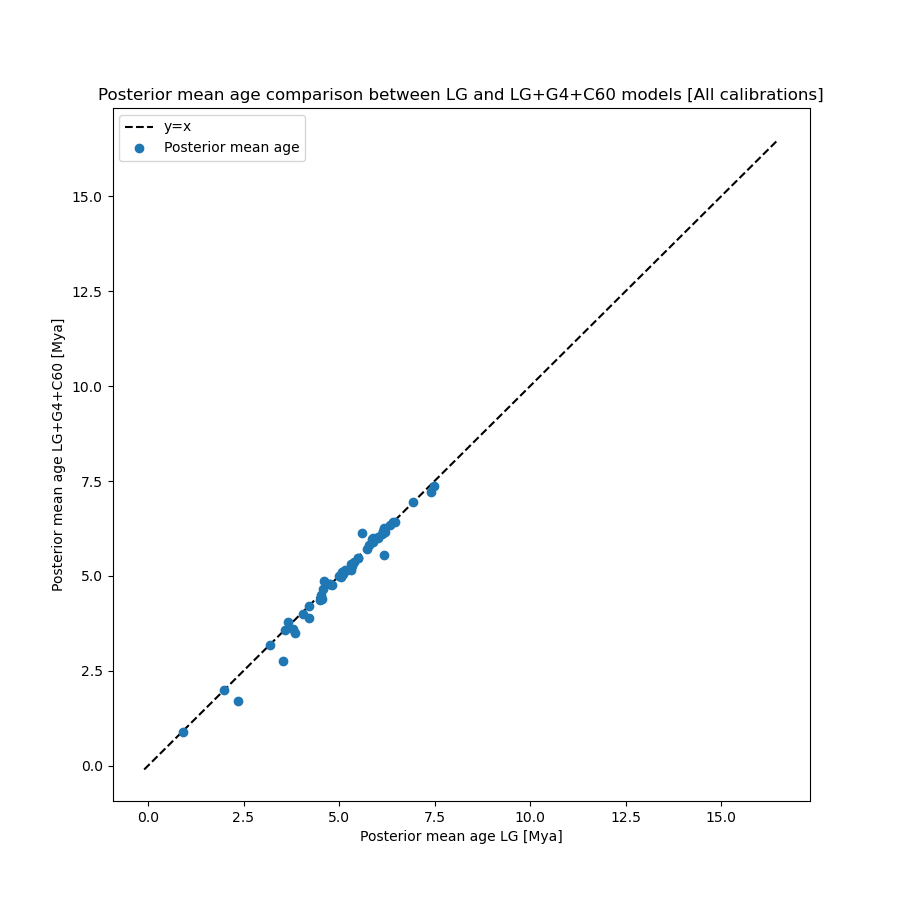 Posterior mean age comparison between LG and LG+G4+C60 models [All calibrations]
y=x
Posterior mean age
Posterior mean age LG+G4+C60 [Mya]
15.0
12.5
10.0
7.5
5.0
2.5
0.0
0.0 2.5 5.0 7.5 10.0 12.5 15.0
Posterior mean age LG [Mya]